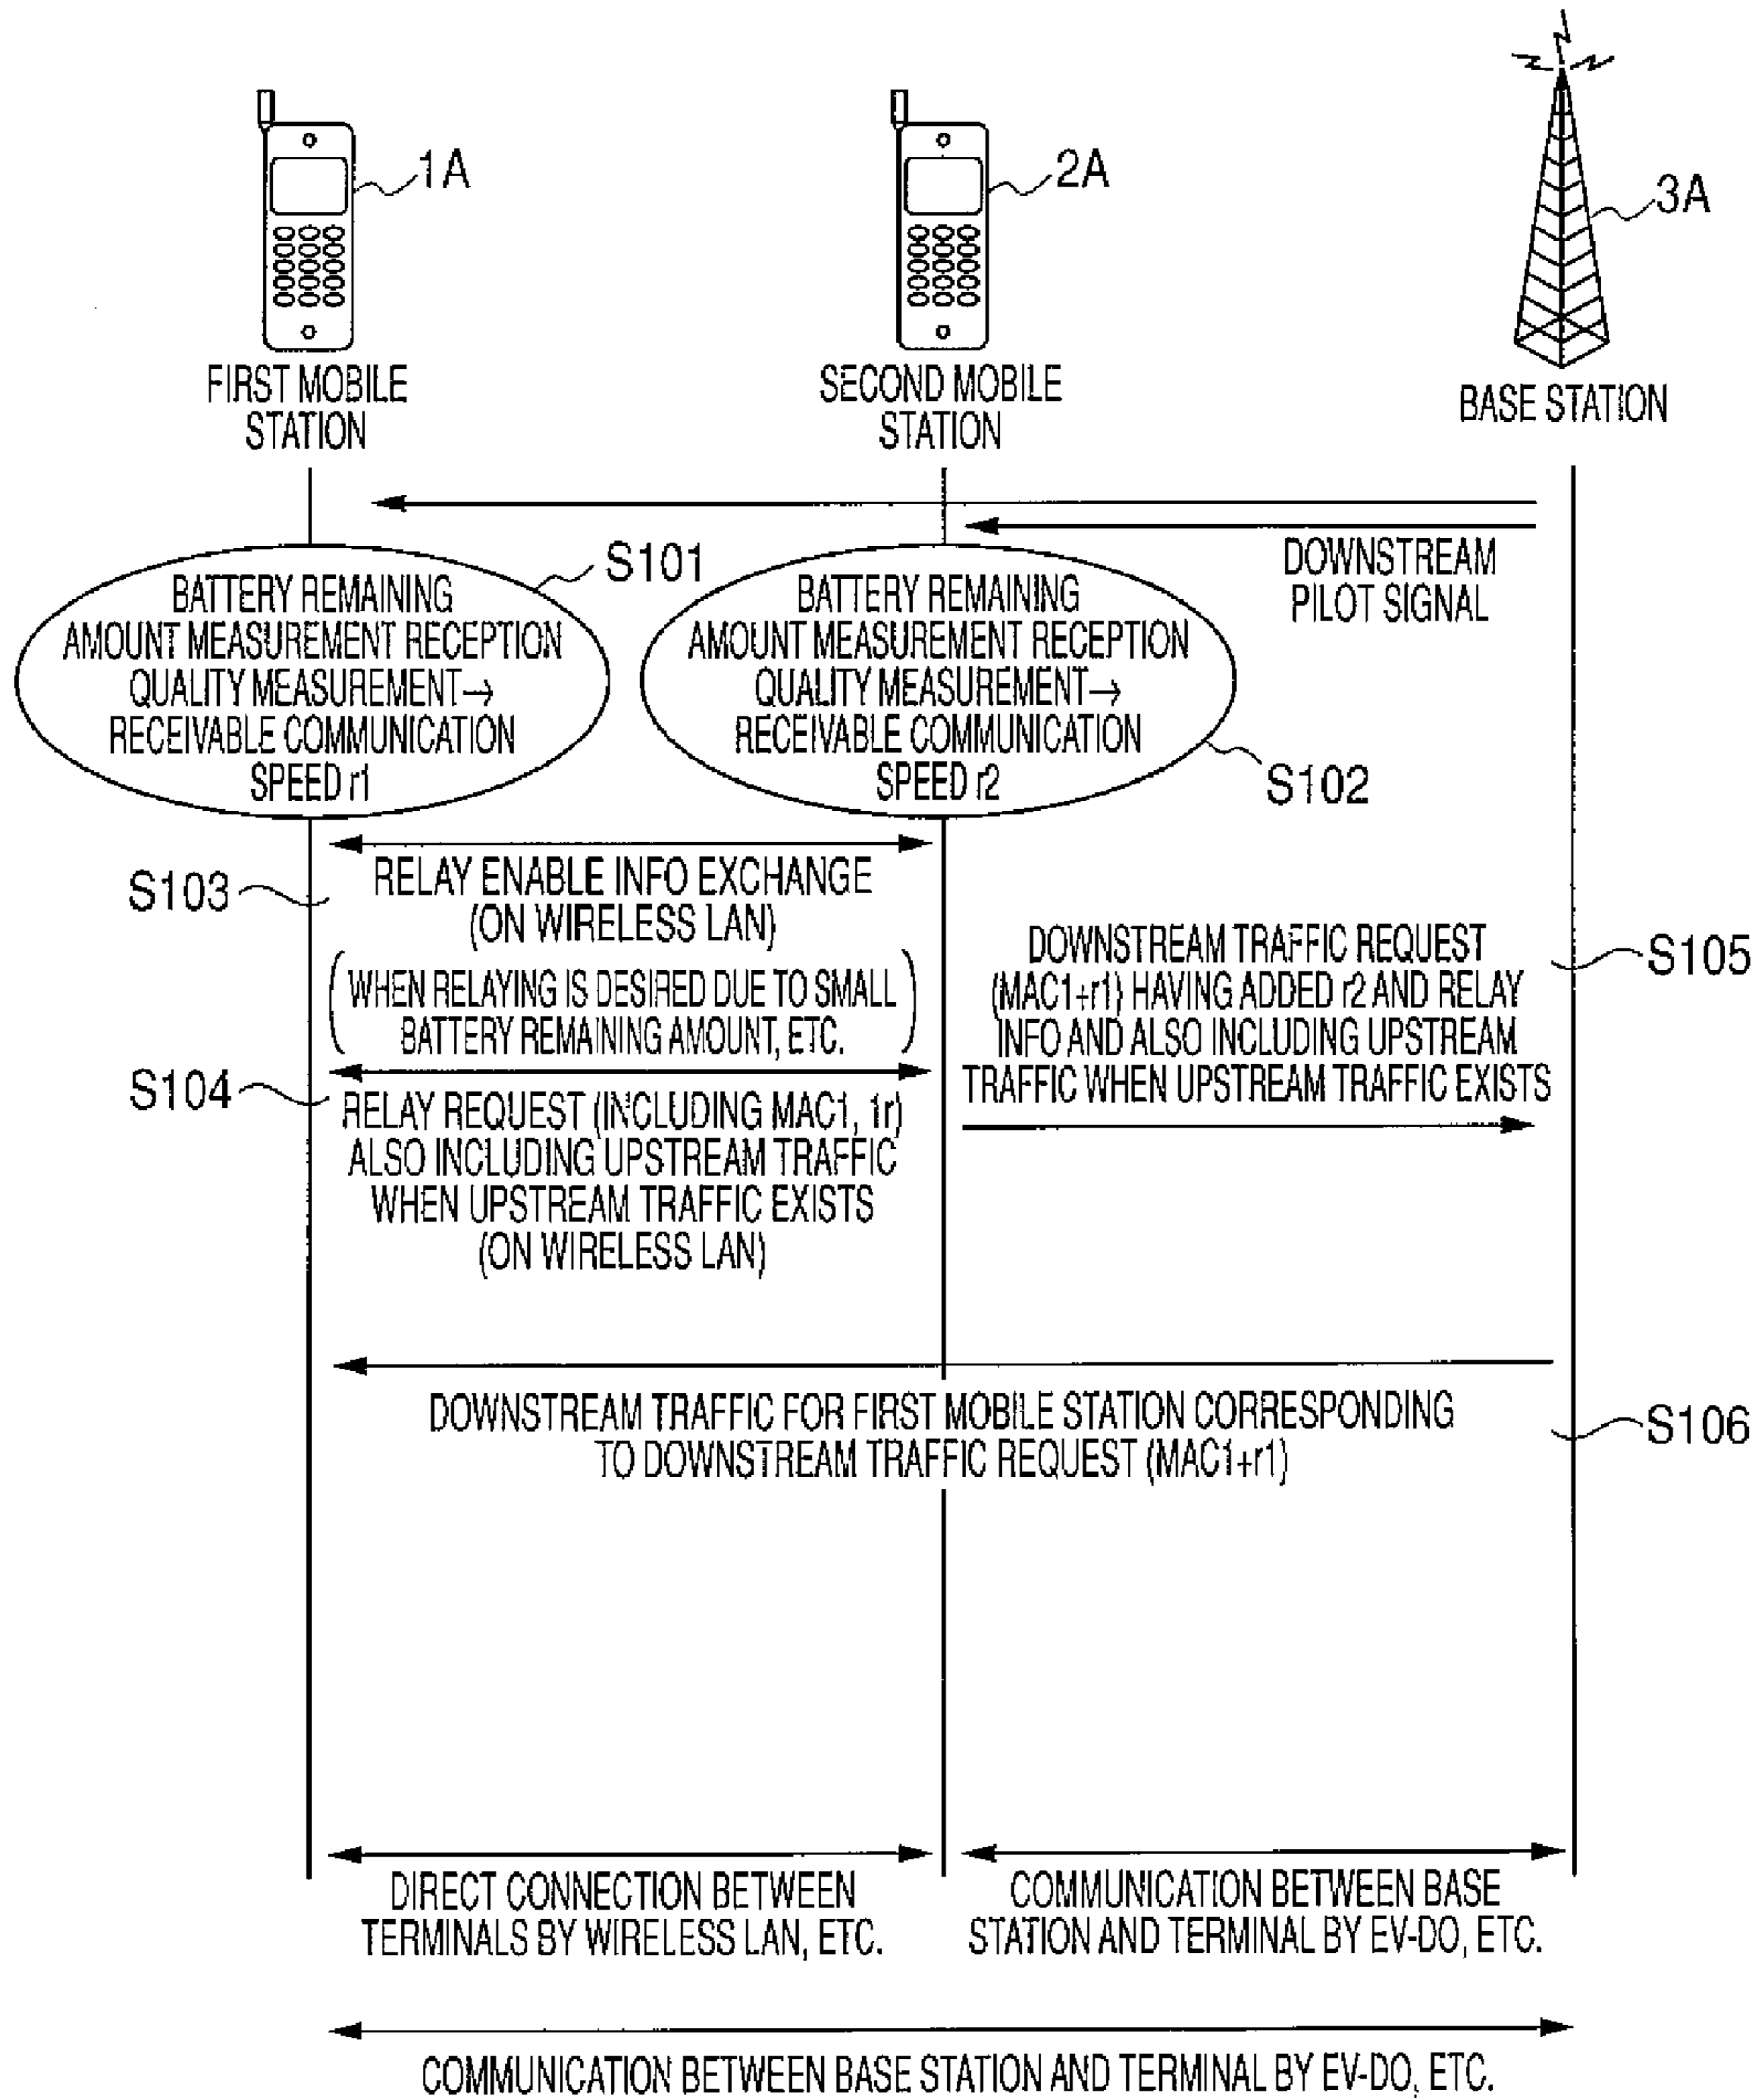 1A
2A
3A
FIRST MOBILE
STATION
SECOND MOBILE
STATION
BASE STATION
DOWNSTREAM
PILOT SIGNAL
S101
BATTERY REMAINING
AMOUNT MEASUREMENT RECEPTION
QUALITY MEASUREMENT→
RECEIVABLE COMMUNICATION
SPEED r1
BATTERY REMAINING
AMOUNT MEASUREMENT RECEPTION
QUALITY MEASUREMENT→
RECEIVABLE COMMUNICATION
SPEED r2
S102
S103
RELAY ENABLE INFO EXCHANGE
(ON WIRELESS LAN)
(WHEN RELAYING IS DESIRED DUE TO SMALL
BATTERY REMAINING AMOUNT, ETC.)
DOWNSTREAM TRAFFIC REQUEST
(MAC1+r1) HAVING ADDED r2 AND RELAY
INFO AND ALSO INCLUDING UPSTREAM
TRAFFIC WHEN UPSTREAM TRAFFIC EXISTS
S105
S104
RELAY REQUEST (INCLUDING MAC1, 1r)
ALSO INCLUDING UPSTREAM TRAFFIC
WHEN UPSTREAM TRAFFIC EXISTS
(ON WIRELESS LAN)
DOWNSTREAM TRAFFIC FOR FIRST MOBILE STATION CORRESPONDING
TO DOWNSTREAM TRAFFIC REQUEST (MAC1+r1)
S106
DIRECT CONNECTION BETWEEN
TERMINALS BY WIRELESS LAN, ETC.
COMMUNICATION BETWEEN BASE
STATION AND TERMINAL BY EV-DO, ETC.
COMMUNICATION BETWEEN BASE STATION AND TERMINAL BY EV-DO, ETC.